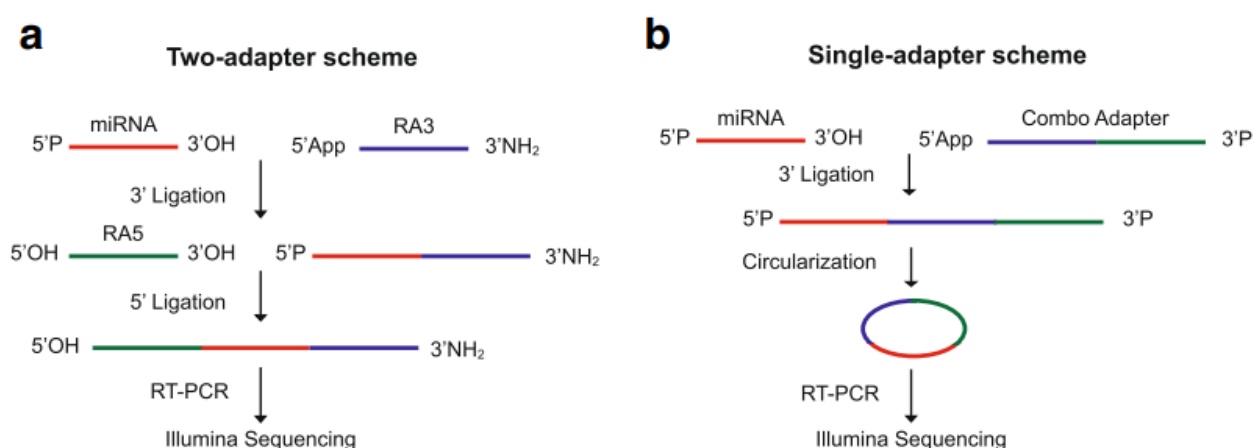 a
Two-adapter scheme
miRNA
5'P
3'OH
RA3
5'App
3'NH₂
3' Ligation
RA5
5'OH
3'OH
5'P
3'NH₂
5' Ligation
5'OH
3'NH₂
RT-PCR
Illumina Sequencing
b
Single-adapter scheme
miRNA
5'P
3'OH
Combo Adapter
5'App
3'P
3' Ligation
5'P
3'P
Circularization
RT-PCR
Illumina Sequencing